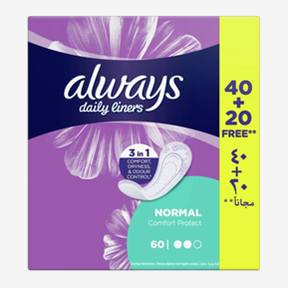 always
daily liners
3 in 1
COMFORT,
DRYNESS,
& ODOUR
CONTROL*
NORMAL
Comfort Protect
60
40
+
20
FREE**
٤٠
+
٢٠
مجاناً**